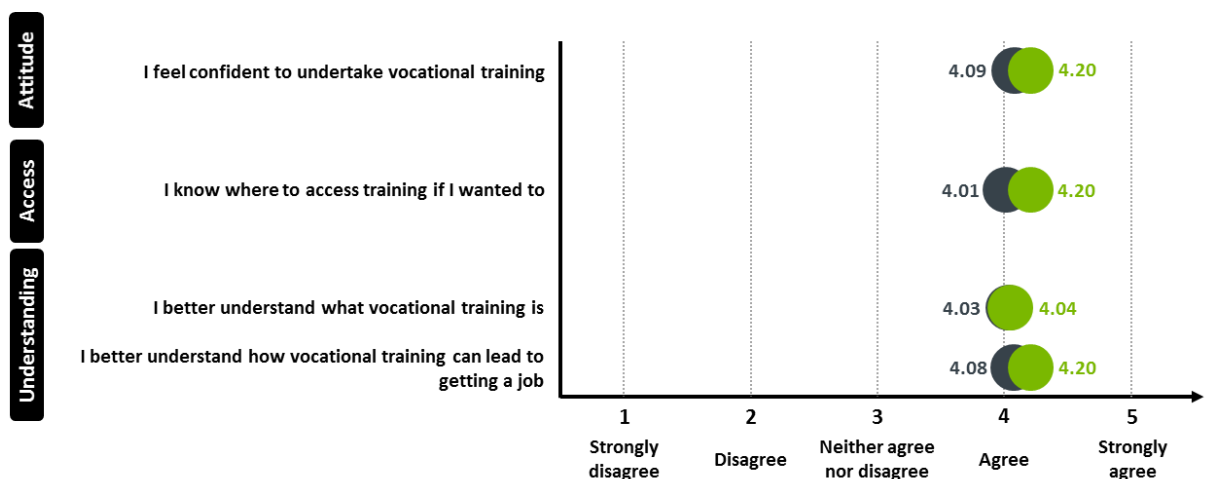 Attitude
I feel confident to undertake vocational training
4.09
4.20
Access
I know where to access training if I wanted to
4.01
4.20
Understanding
I better understand what vocational training is
4.03
4.04
I better understand how vocational training can lead to
getting a job
4.08
4.20
1
2
3
4
5
Strongly
disagree
Disagree
Neither agree
nor disagree
Agree
Strongly
agree